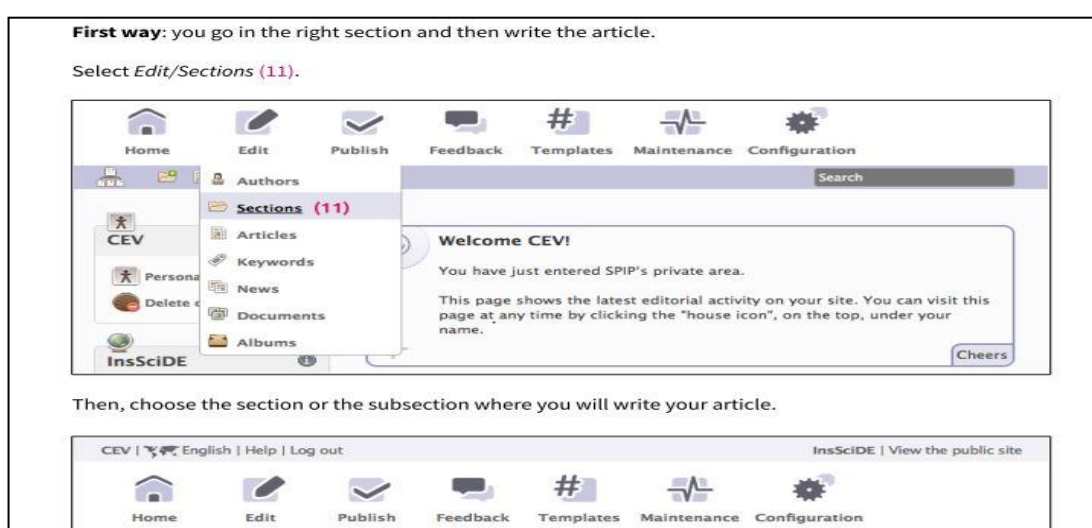 First way: you go in the right section and then write the article.
Select Edit/Sections (11).
Home Edit Publish Feedback Templates Maintenance Configuration
Search
Authors
Sections (11)
Articles
Keywords
News
Documents
Albums
CEV
Persona
Delete
InsSciDE
Welcome CEV!
You have just entered SPIP's private area.
This page shows the latest editorial activity on your site. You can visit this
page at any time by clicking the "house icon", on the top, under your
name.
Cheers
Then, choose the section or the subsection where you will write your article.
CEV | English | Help | Log out InsSciDE | View the public site
Home Edit Publish Feedback Templates Maintenance Configuration